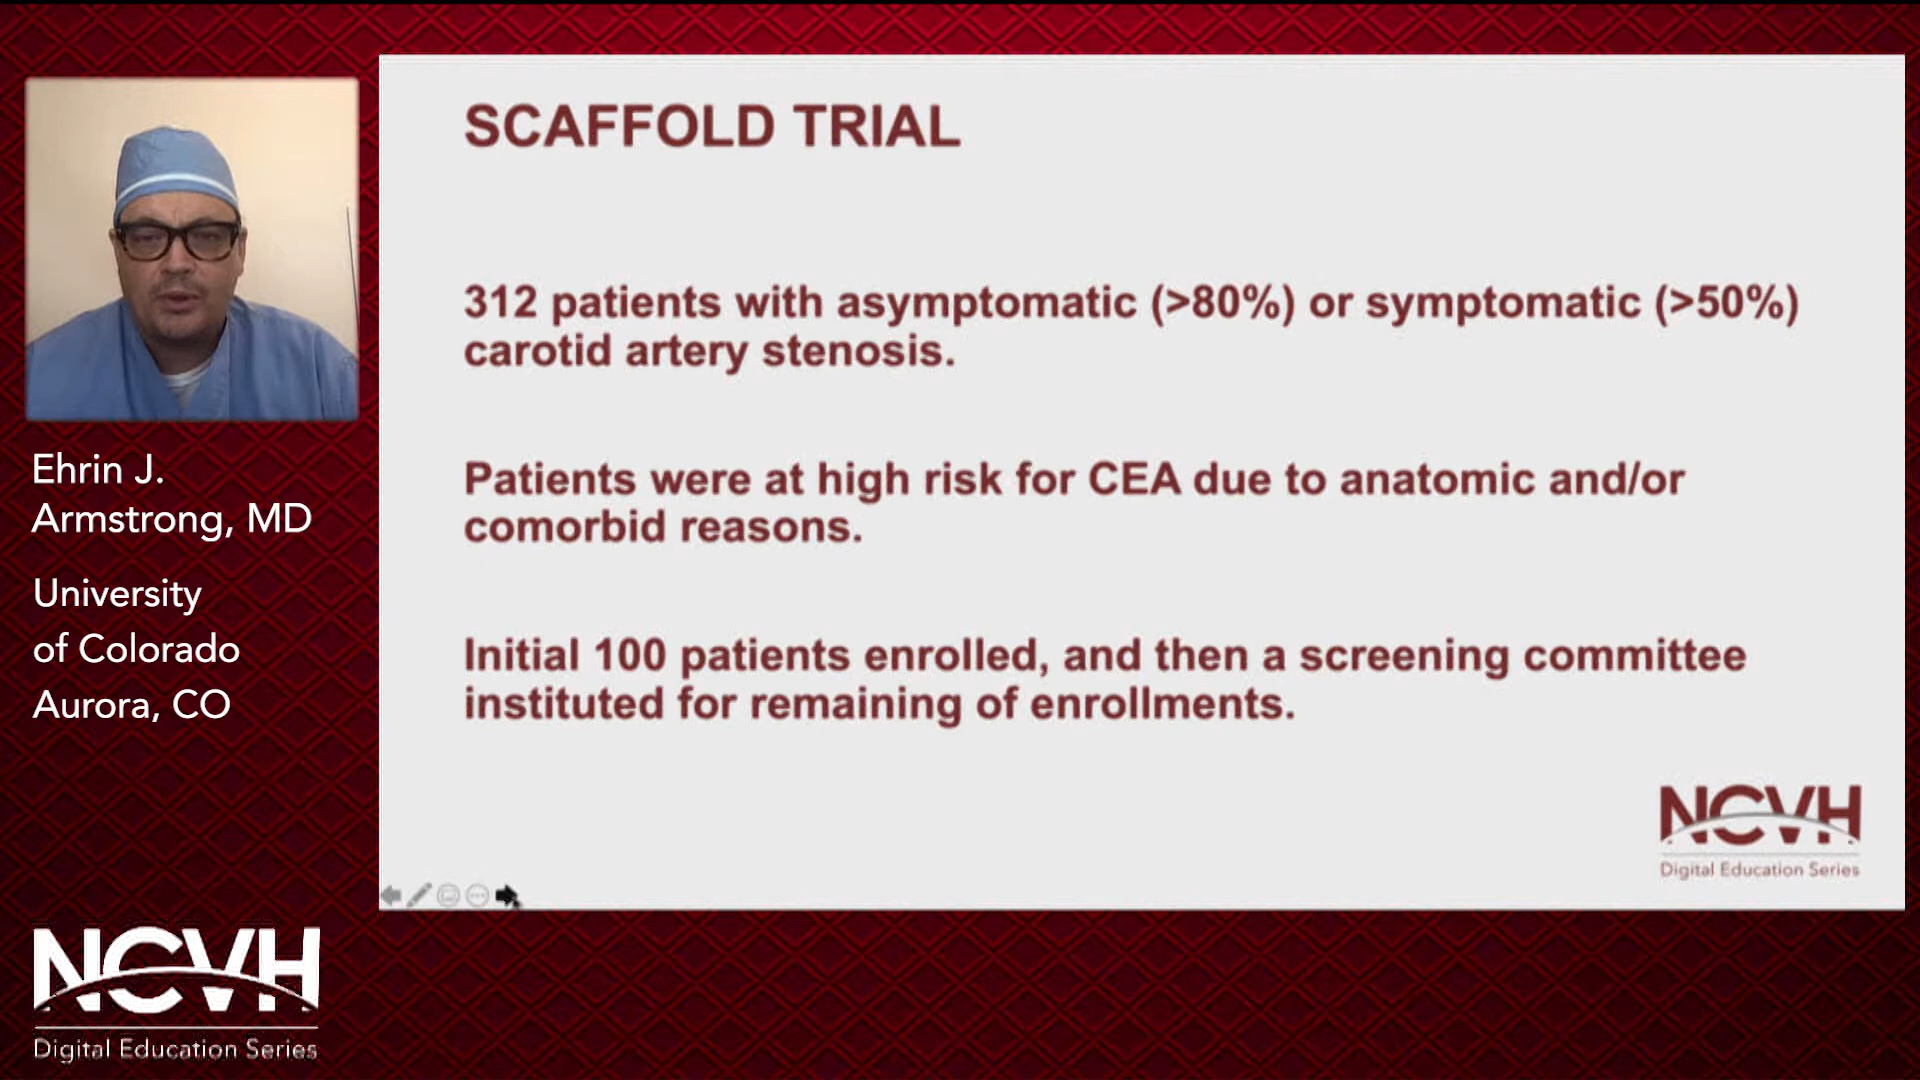 SCAFFOLD TRIAL
312 patients with asymptomatic (>80%) or symptomatic (>50%)
carotid artery stenosis.
Patients were at high risk for CEA due to anatomic and/or
comorbid reasons.
Initial 100 patients enrolled, and then a screening committee
instituted for remaining of enrollments.
NCVH
Digital Education Series
Ehrin J.
Armstrong, MD
University
of Colorado
Aurora, CO
NCVH
Digital Education Series